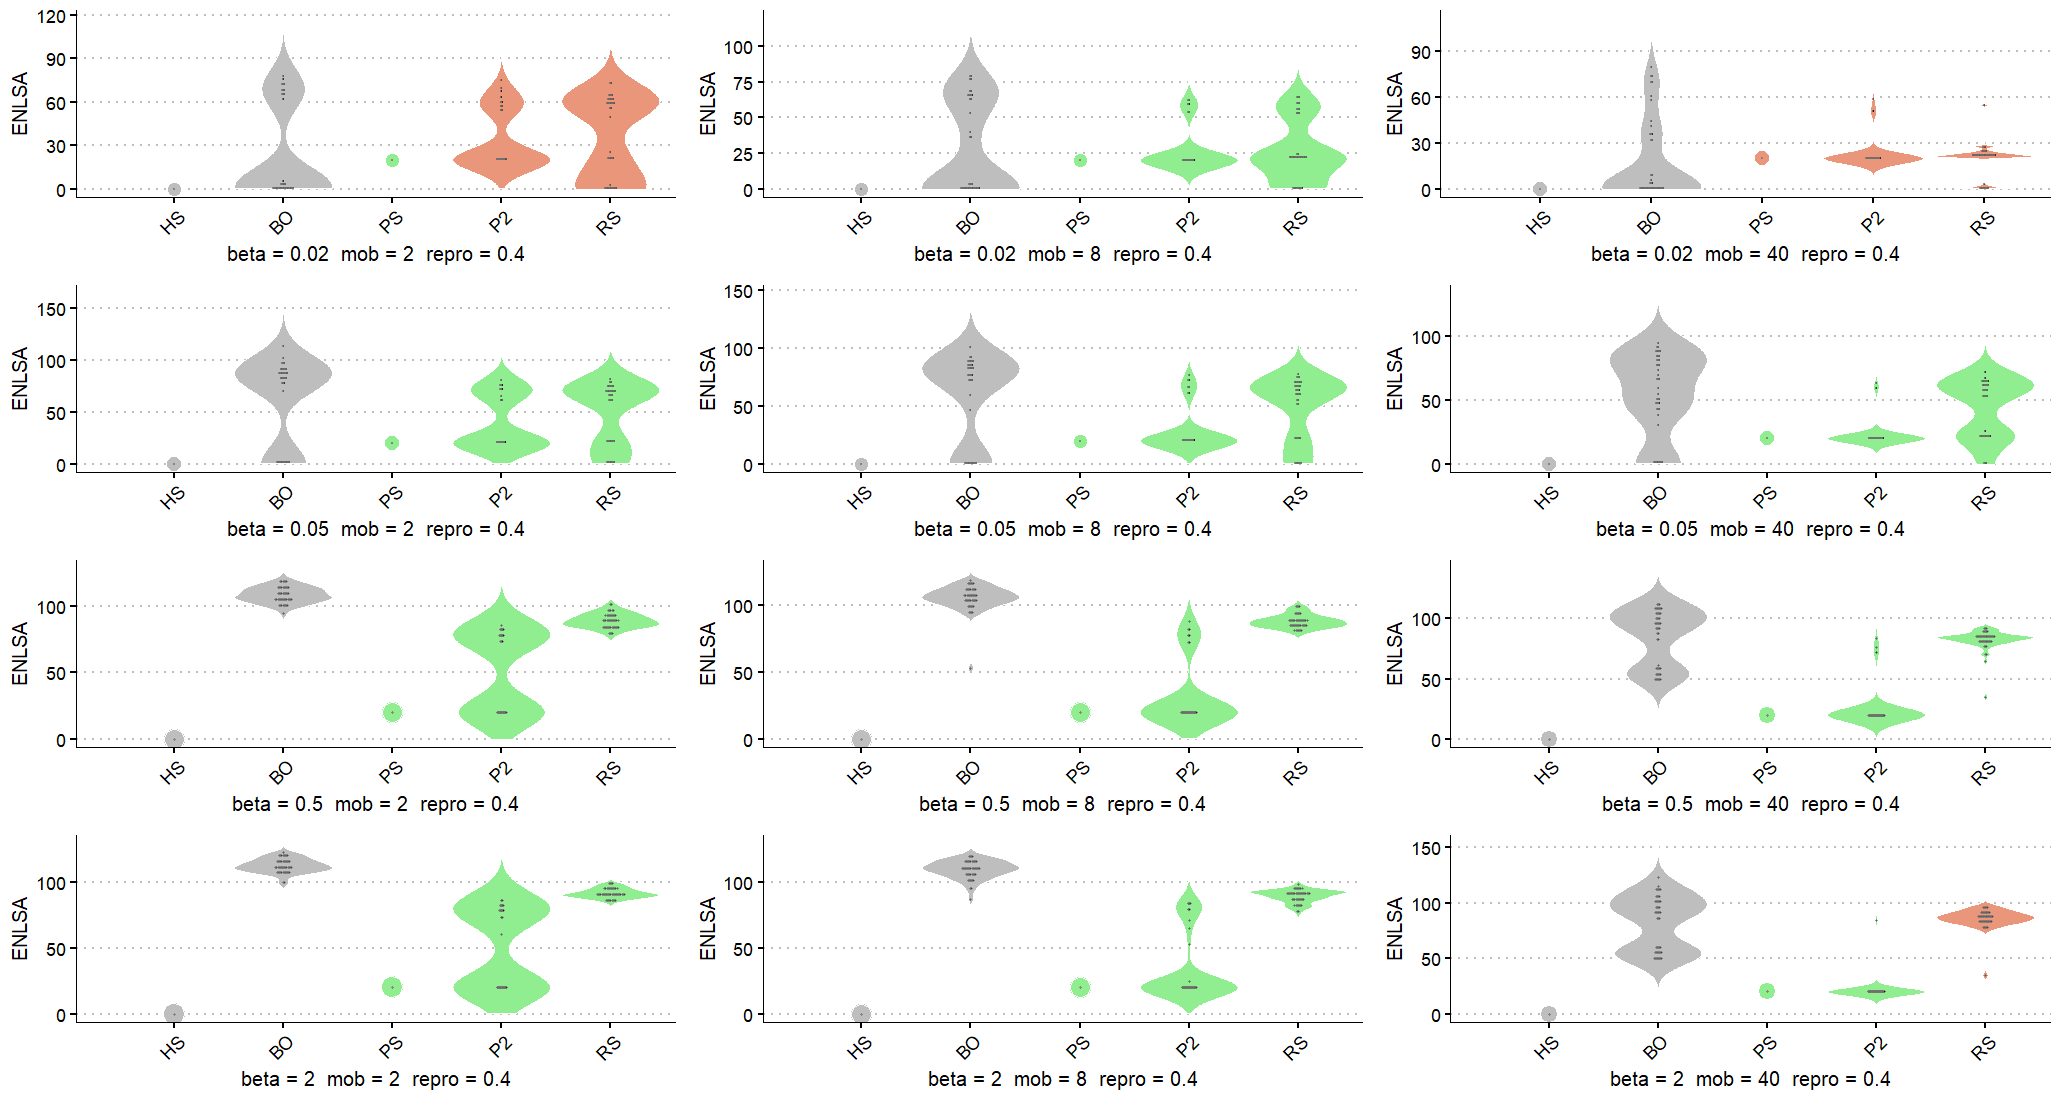 120
90
60
30
0
ENLSA
HS BO PS P2 RS
beta = 0.02 mob = 2 repro = 0.4
100
75
50
25
0
ENLSA
HS BO PS P2 RS
beta = 0.02 mob = 8 repro = 0.4
90
60
30
0
ENLSA
HS BO PS P2 RS
beta = 0.02 mob = 40 repro = 0.4
150
100
50
0
ENLSA
HS BO PS P2 RS
beta = 0.05 mob = 2 repro = 0.4
150
100
50
0
ENLSA
HS BO PS P2 RS
beta = 0.05 mob = 8 repro = 0.4
100
50
0
ENLSA
HS BO PS P2 RS
beta = 0.05 mob = 40 repro = 0.4
100
50
0
ENLSA
HS BO PS P2 RS
beta = 0.5 mob = 2 repro = 0.4
100
50
0
ENLSA
HS BO PS P2 RS
beta = 0.5 mob = 8 repro = 0.4
100
50
0
ENLSA
HS BO PS P2 RS
beta = 0.5 mob = 40 repro = 0.4
100
50
0
ENLSA
HS BO PS P2 RS
beta = 2 mob = 2 repro = 0.4
100
50
0
ENLSA
HS BO PS P2 RS
beta = 2 mob = 8 repro = 0.4
150
100
50
0
ENLSA
HS BO PS P2 RS
beta = 2 mob = 40 repro = 0.4